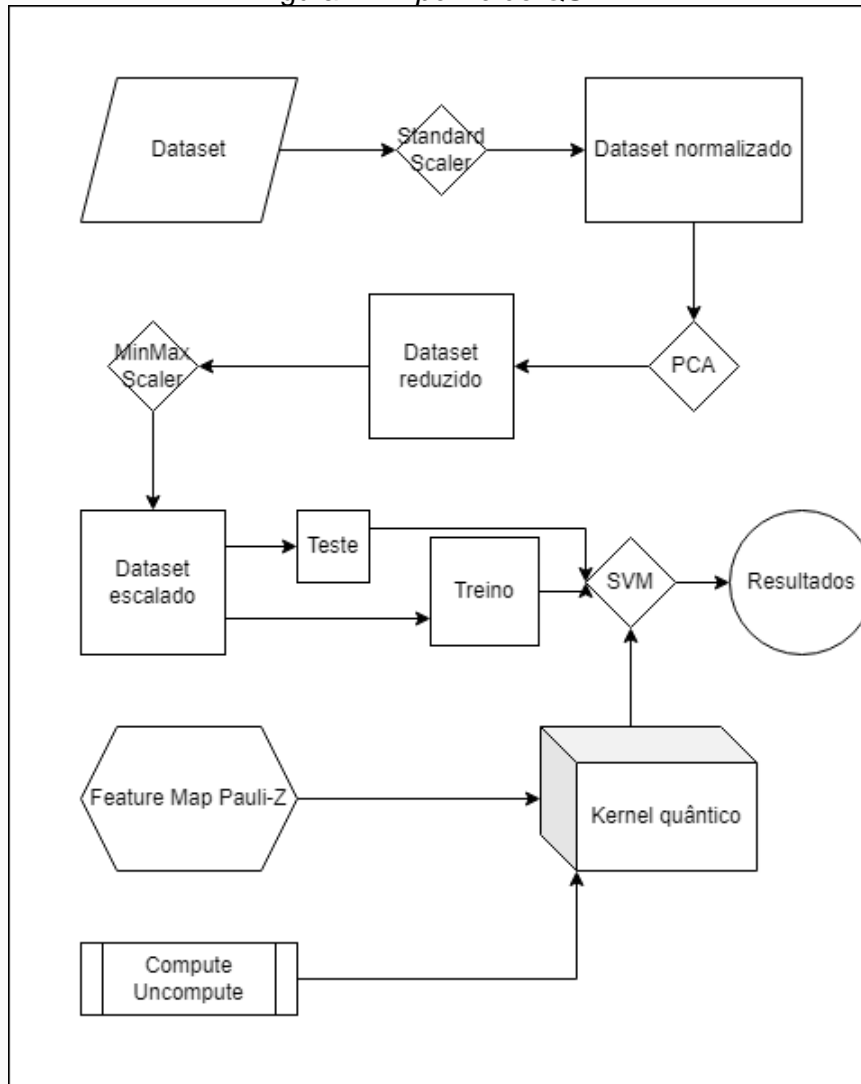 Dataset
Standard
Scaler
Dataset normalizado
MinMax
Scaler
Dataset
reduzido
PCA
Dataset
escalado
Teste
Treino
SVM
Resultados
Feature Map Pauli-Z
Kernel quântico
Compute
Uncompute